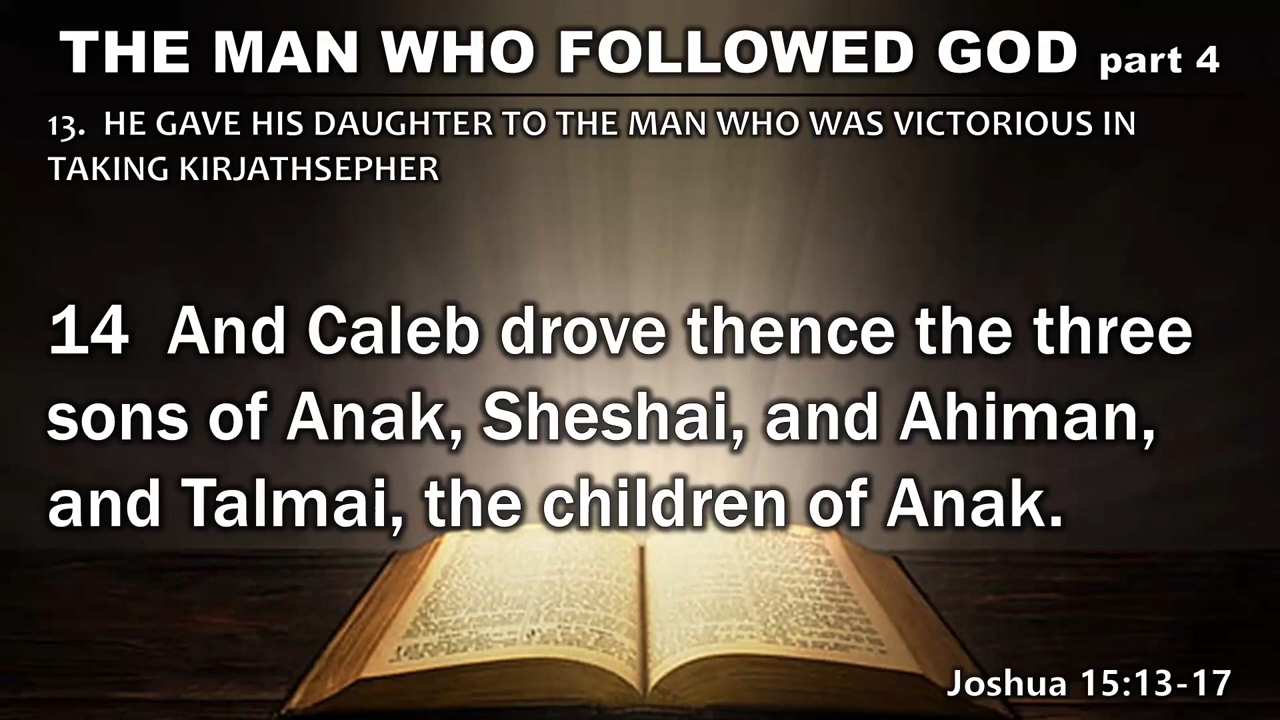 THE MAN WHO FOLLOWED GOD part 4
13. HE GAVE HIS DAUGHTER TO THE MAN WHO WAS VICTORIOUS IN
TAKING KIRJATHSEPHER
14 And Caleb drove thence the three
sons of Anak, Sheshai, and Ahiman,
and Talmai, the children of Anak.
Joshua 15:13-17